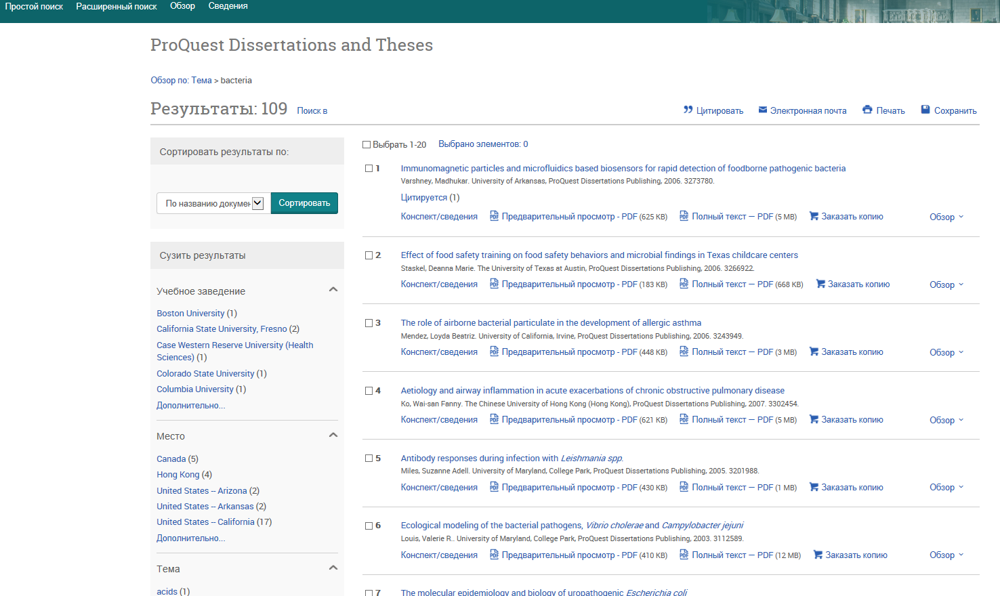 Простой поиск Расширенный поиск Обзор Сведения
ProQuest Dissertations and Theses
Обзор по: Тема > bacteria
Результаты: 109 Поиск в
Цитировать Электронная почта Печать Сохранить
Сортировать результаты по:
По названию докумен Сортировать
Сузить результаты
Учебное заведение
Boston University (1)
California State University, Fresno (2)
Case Western Reserve University (Health
Sciences) (1)
Colorado State University (1)
Columbia University (1)
Дополнительно...
Место
Canada (5)
Hong Kong (4)
United States -- Arizona (2)
United States -- Arkansas (2)
United States -- California (17)
Дополнительно...
Тема
acids (1)
Выбрать 1-20 Выбрано элементов: 0
1 Immunomagnetic particles and microfluidics based biosensors for rapid detection of foodborne pathogenic bacteria
Varshney, Madhukar. University of Arkansas, ProQuest Dissertations Publishing, 2006. 3273780.
Цитируется (1)
Конспект/сведения PDF Предварительный просмотр - PDF (625 KB) PDF Полный текст — PDF (5 MB) Заказать копию Обзор
2 Effect of food safety training on food safety behaviors and microbial findings in Texas childcare centers
Staskel, Deanna Marie. The University of Texas at Austin, ProQuest Dissertations Publishing, 2006. 3266922.
Конспект/сведения PDF Предварительный просмотр - PDF (183 KB) PDF Полный текст — PDF (668 KB) Заказать копию Обзор
3 The role of airborne bacterial particulate in the development of allergic asthma
Mendez, Loyda Beatriz. University of California, Irvine, ProQuest Dissertations Publishing, 2006. 3243949.
Конспект/сведения PDF Предварительный просмотр - PDF (448 KB) PDF Полный текст — PDF (3 MB) Заказать копию Обзор
4 Aetiology and airway inflammation in acute exacerbations of chronic obstructive pulmonary disease
Ko, Wai-san Fanny. The Chinese University of Hong Kong (Hong Kong), ProQuest Dissertations Publishing, 2007. 3302454.
Конспект/сведения PDF Предварительный просмотр - PDF (621 KB) PDF Полный текст — PDF (5 MB) Заказать копию Обзор
5 Antibody responses during infection with Leishmania spp.
Miles, Suzanne Adell. University of Maryland, College Park, ProQuest Dissertations Publishing, 2005. 3201988.
Конспект/сведения PDF Предварительный просмотр - PDF (430 KB) PDF Полный текст — PDF (1 MB) Заказать копию Обзор
6 Ecological modeling of the bacterial pathogens, Vibrio cholerae and Campylobacter jejuni
Louis, Valerie R.. University of Maryland, College Park, ProQuest Dissertations Publishing, 2003. 3112589.
Конспект/сведения PDF Предварительный просмотр - PDF (410 KB) PDF Полный текст — PDF (12 MB) Заказать копию Обзор
7 The molecular epidemiology and biology of uropathogenic Escherichia coli